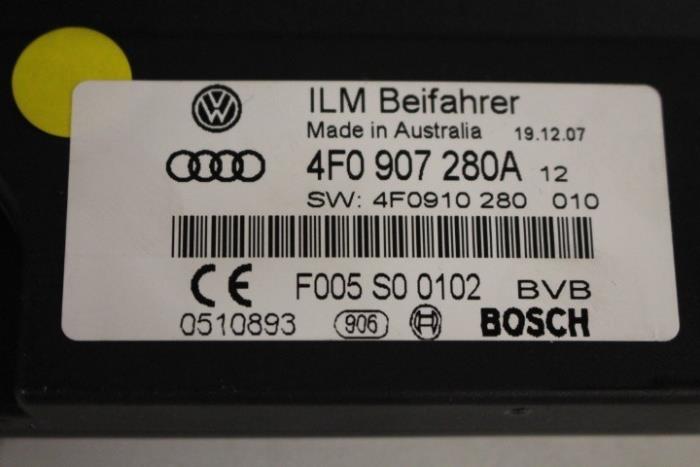 ILM Beifahrer
Made in Australia 19.12.07
4F0 907 280A 12
SW: 4F0910 280 010
CE F005 S0 0102 BVB
0510893 906 BOSCH